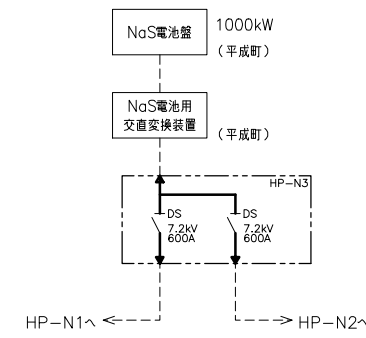 NaS電池盤
1000kW
(平成町)
NaS電池用
交直変換装置
(平成町)
HP-N3
DS
7.2kV
600A
DS
7.2kV
600A
HP-N1へ
HP-N2へ